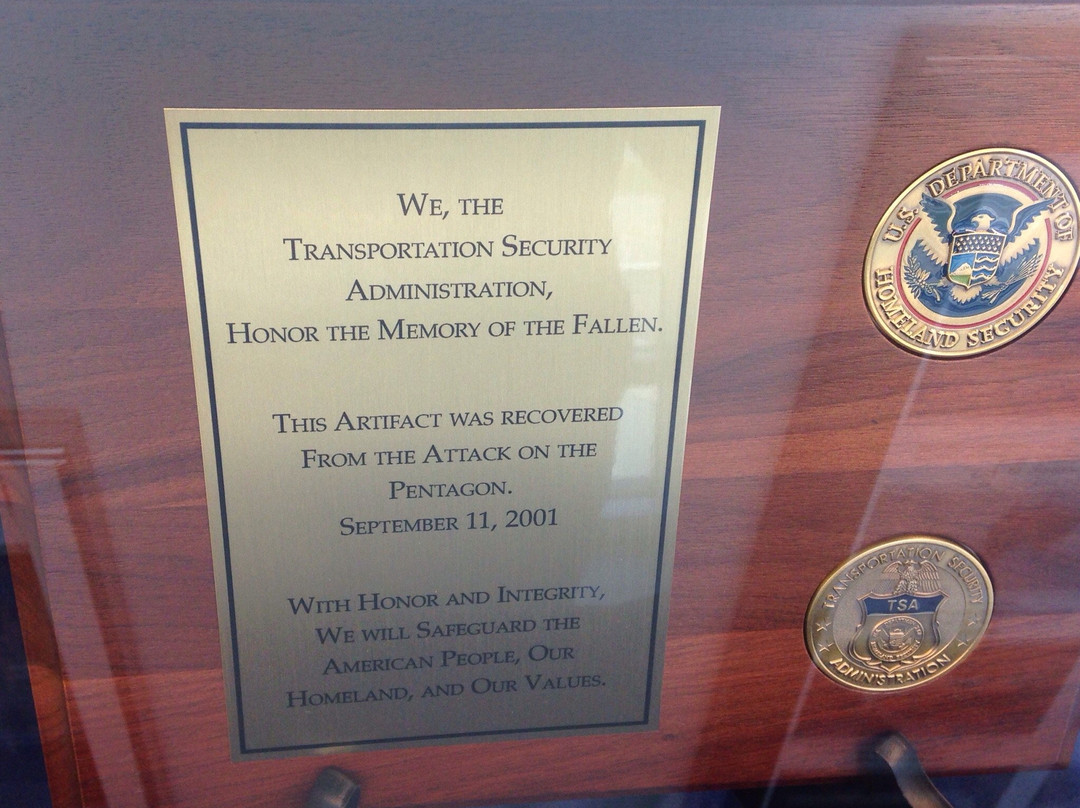 We, the
Transportation Security
Administration,
Honor the Memory of the Fallen.
This Artifact was recovered
From the Attack on the
Pentagon.
September 11, 2001
With Honor and Integrity,
We will Safeguard the
American People, Our
Homeland, and Our Values.
U.S. DEPARTMENT OF
HOMELAND SECURITY
TRANSPORTATION SECURITY
TSA
ADMINISTRATION